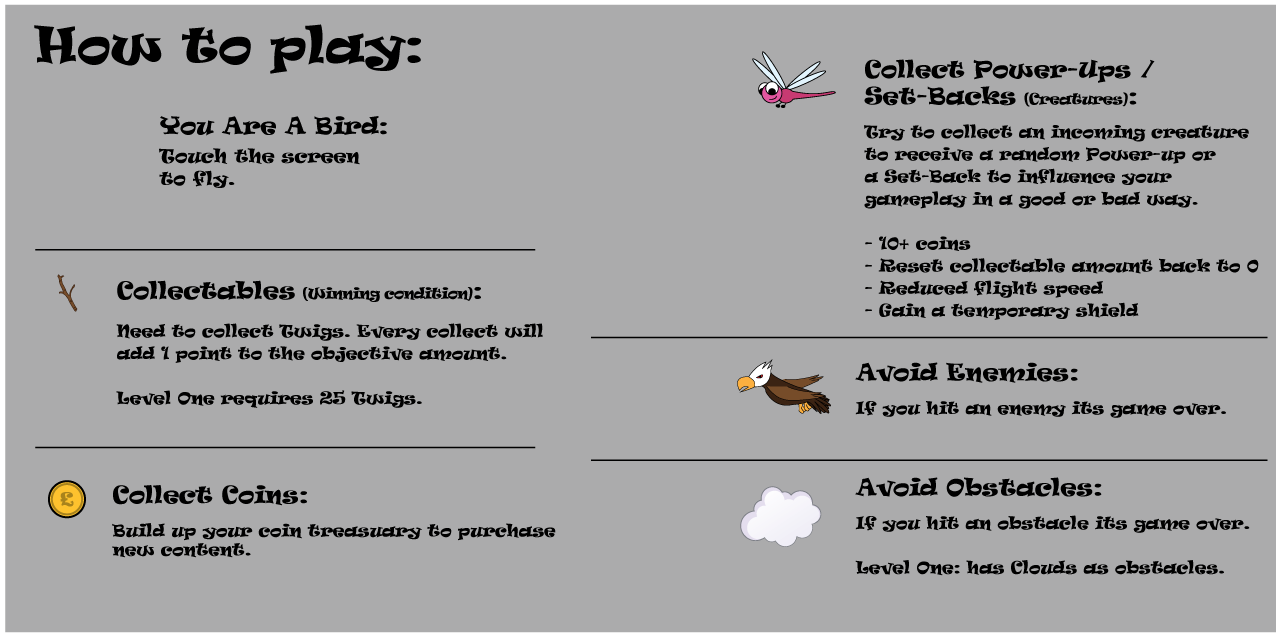 How to play:
You Are A Bird:
Touch the screen
to fly.
Collectables (Winning condition):
Need to collect Twigs. Every collect will
add 1 point to the objective amount.
Level One requires 25 Twigs.
£
Collect Coins:
Build up your coin treasuary to purchase
new content.
Collect Power-Ups /
Set-Backs (Creatures):
Try to collect an incoming creature
to receive a random Power-up or
a Set-Back to influence your
gameplay in a good or bad way.
- 10+ coins
- Reset collectable amount back to 0
- Reduced flight speed
- Gain a temporary shield
Avoid Enemies:
If you hit an enemy its game over.
Avoid Obstacles:
If you hit an obstacle its game over.
Level One: has Clouds as obstacles.